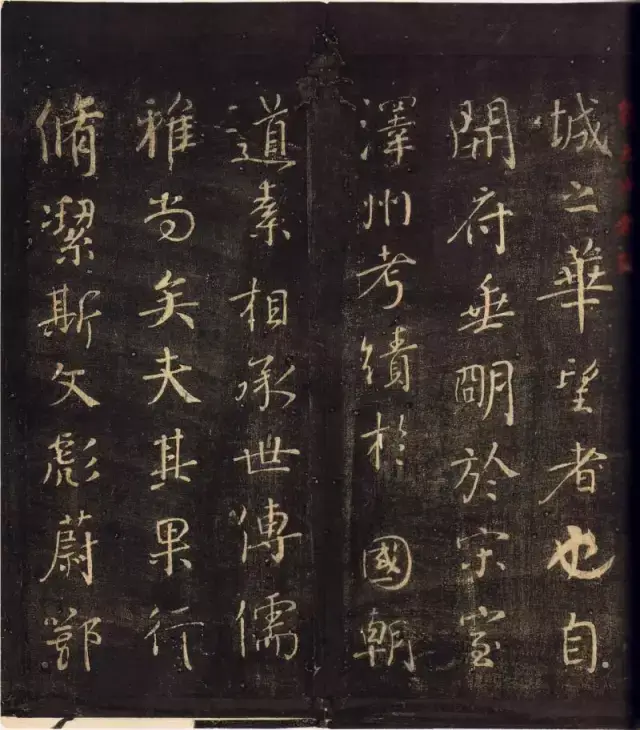 城之華望者也自
開府垂明於宋室
澤州考績於國朝
道素相承世傳儒
雅尚矣夫其果行
脩潔斯文彪蔚鄂